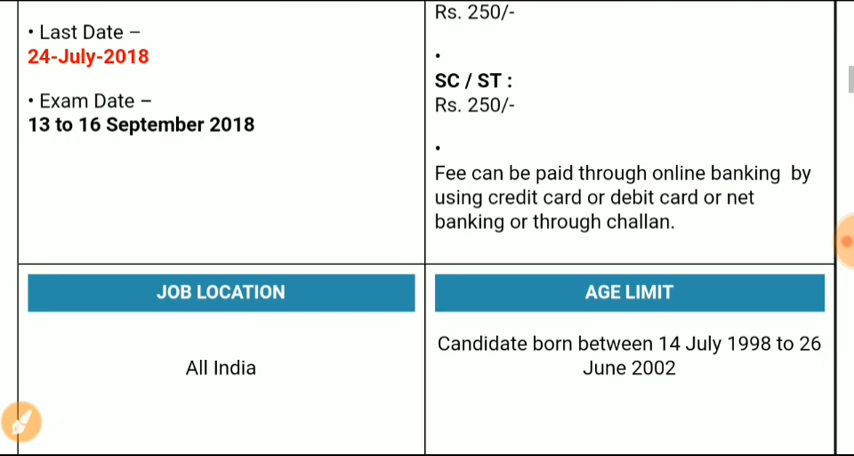 • Last Date –
24-July-2018
• Exam Date –
13 to 16 September 2018
Rs. 250/-
•
SC / ST :
Rs. 250/-
•
Fee can be paid through online banking by
using credit card or debit card or net
banking or through challan.
JOB LOCATION
AGE LIMIT
All India
Candidate born between 14 July 1998 to 26
June 2002